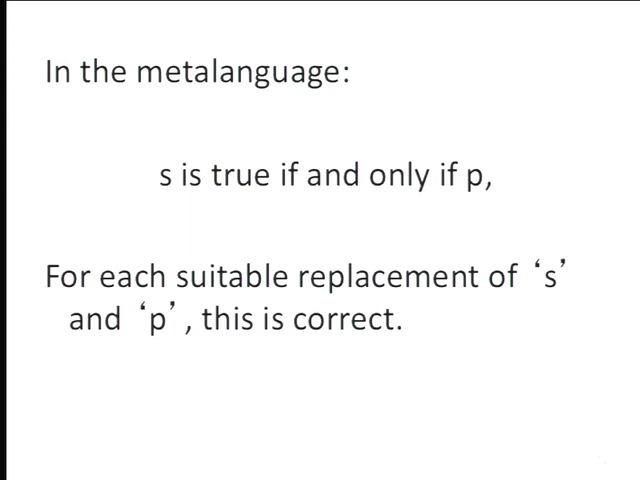 In the metalanguage:
s is true if and only if p,
For each suitable replacement of ‘s’
and ‘p’, this is correct.